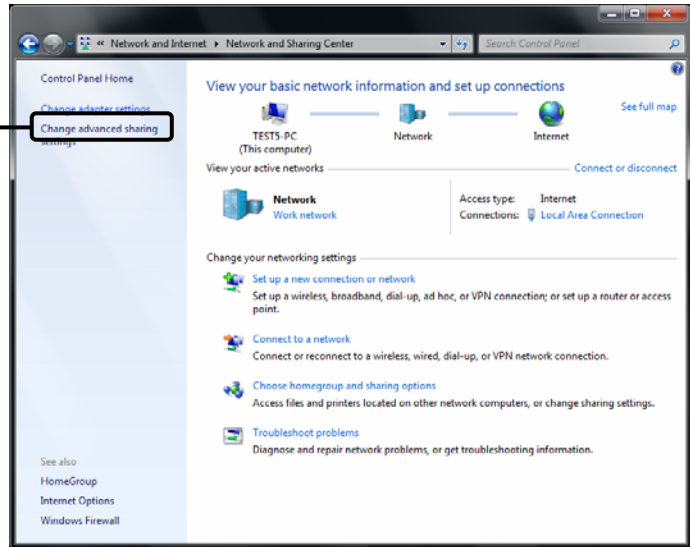 « Network and Internet ▸ Network and Sharing Center
Search Control Panel
Control Panel Home
Change adapter settings
Change advanced sharing
settings
See also
HomeGroup
Internet Options
Windows Firewall
View your basic network information and set up connections
See full map
TEST5-PC
(This computer)
Network
Internet
View your active networks
Connect or disconnect
Network
Work network
Access type: Internet
Connections: Local Area Connection
Change your networking settings
Set up a new connection or network
Set up a wireless, broadband, dial-up, ad hoc, or VPN connection; or set up a router or access
point.
Connect to a network
Connect or reconnect to a wireless, wired, dial-up, or VPN network connection.
Choose homegroup and sharing options
Access files and printers located on other network computers, or change sharing settings.
Troubleshoot problems
Diagnose and repair network problems, or get troubleshooting information.